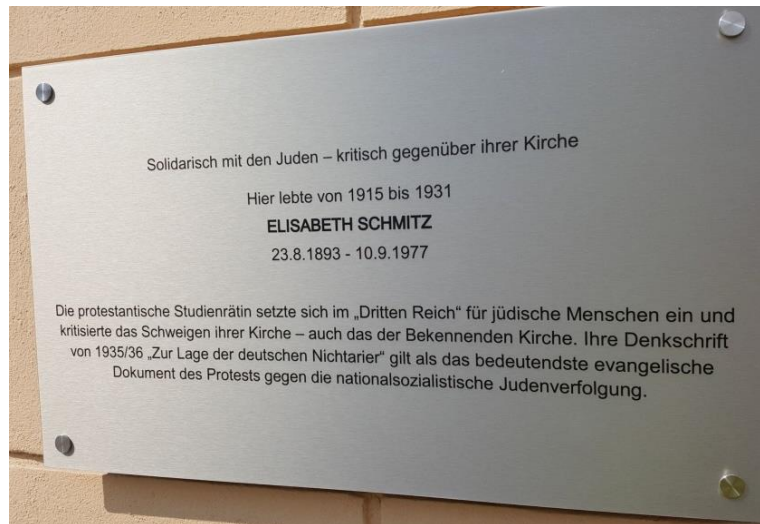 Solidarisch mit den Juden – kritisch gegenüber ihrer Kirche
Hier lebte von 1915 bis 1931
ELISABETH SCHMITZ
23.8.1893 - 10.9.1977
Die protestantische Studienrätin setzte sich im „Dritten Reich“ für jüdische Menschen ein und
kritisierte das Schweigen ihrer Kirche – auch das der Bekennenden Kirche. Ihre Denkschrift
von 1935/36 „Zur Lage der deutschen Nichtarier“ gilt als das bedeutendste evangelische
Dokument des Protests gegen die nationalsozialistische Judenverfolgung.